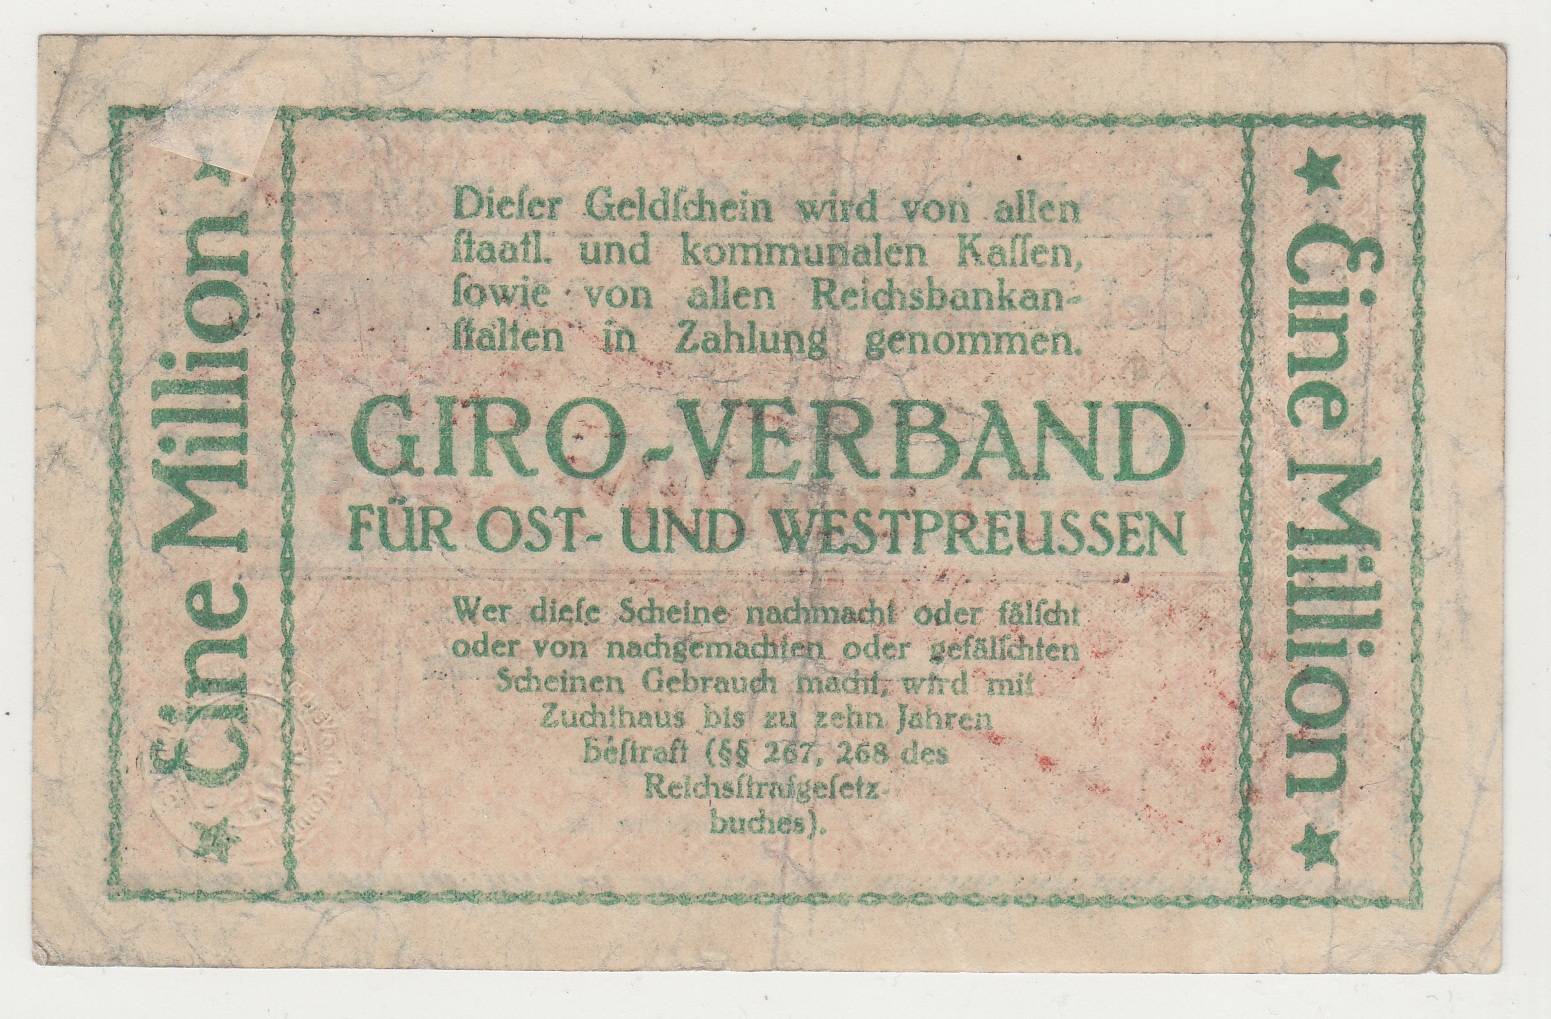 ★ Eine Million ★
Dieſer Geldſchein wird von allen
ſtaatl. und kommunalen Kaſſen,
ſowie von allen Reichsbankan-
ſtalten in Zahlung genommen.
GIRO-VERBAND
FÜR OST- UND WESTPREUSSEN
Wer dieſe Scheine nachmacht oder fälſcht
oder von nachgemachten oder gefälſchten
Scheinen Gebrauch macht, wird mit
Zuchthaus bis zu zehn Jahren
beſtraft (§§ 267, 268 des
Reichsſtrafgeſetz-
buches).
★ Eine Million ★